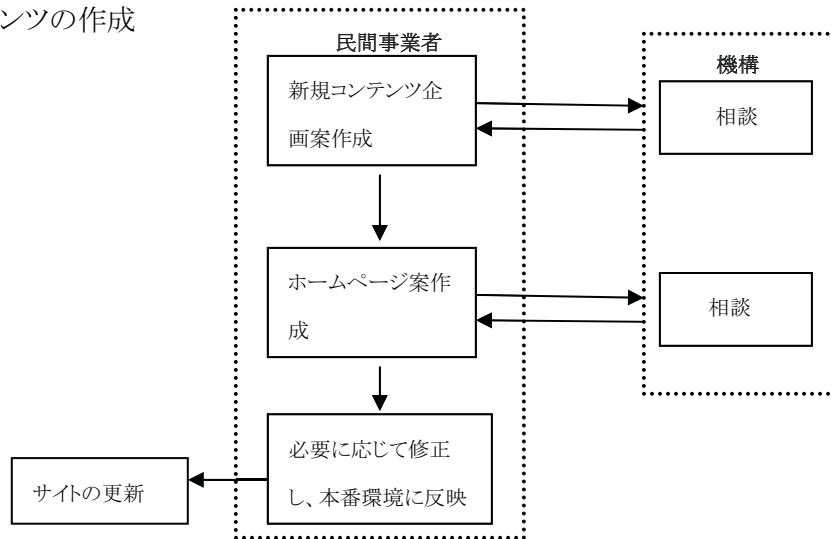 ンツの作成
民間事業者
機構
新規コンテンツ企
画案作成
相談
ホームページ案作
成
相談
必要に応じて修正
し、本番環境に反映
サイトの更新